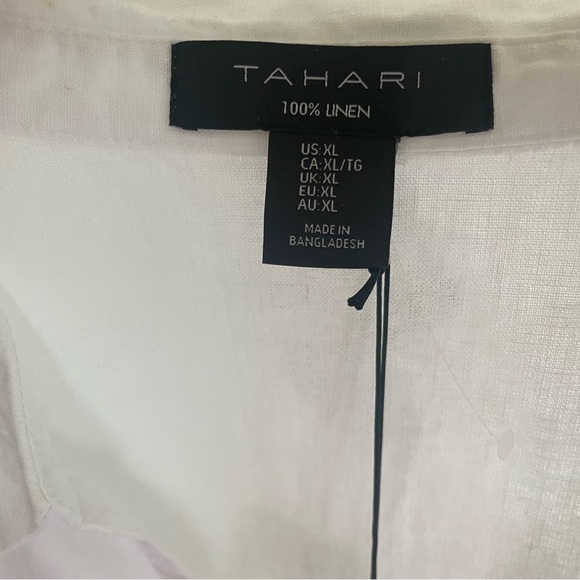 TAHARI
100% LINEN
US:XL
CA:XL/TG
UK:XL
EU:XL
AU:XL
MADE IN
BANGLADESH